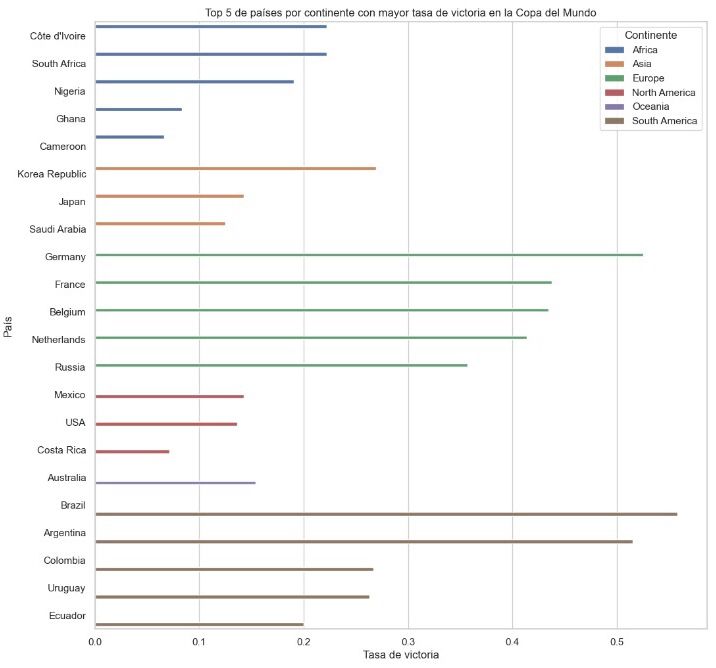 Top 5 de países por continente con mayor tasa de victoria en la Copa del Mundo
Continente
Africa
Asia
Europe
North America
Oceania
South America
País
Côte d'Ivoire
South Africa
Nigeria
Ghana
Cameroon
Korea Republic
Japan
Saudi Arabia
Germany
France
Belgium
Netherlands
Russia
Mexico
USA
Costa Rica
Australia
Brazil
Argentina
Colombia
Uruguay
Ecuador
0.0 0.1 0.2 0.3 0.4 0.5
Tasa de victoria